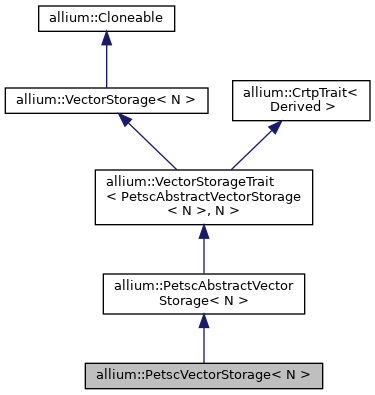 allium::Cloneable
allium::VectorStorage< N >
allium::CrtpTrait<
Derived >
allium::VectorStorageTrait
< PetscAbstractVectorStorage
< N >, N >
allium::PetscAbstractVector
Storage< N >
allium::PetscVectorStorage< N >